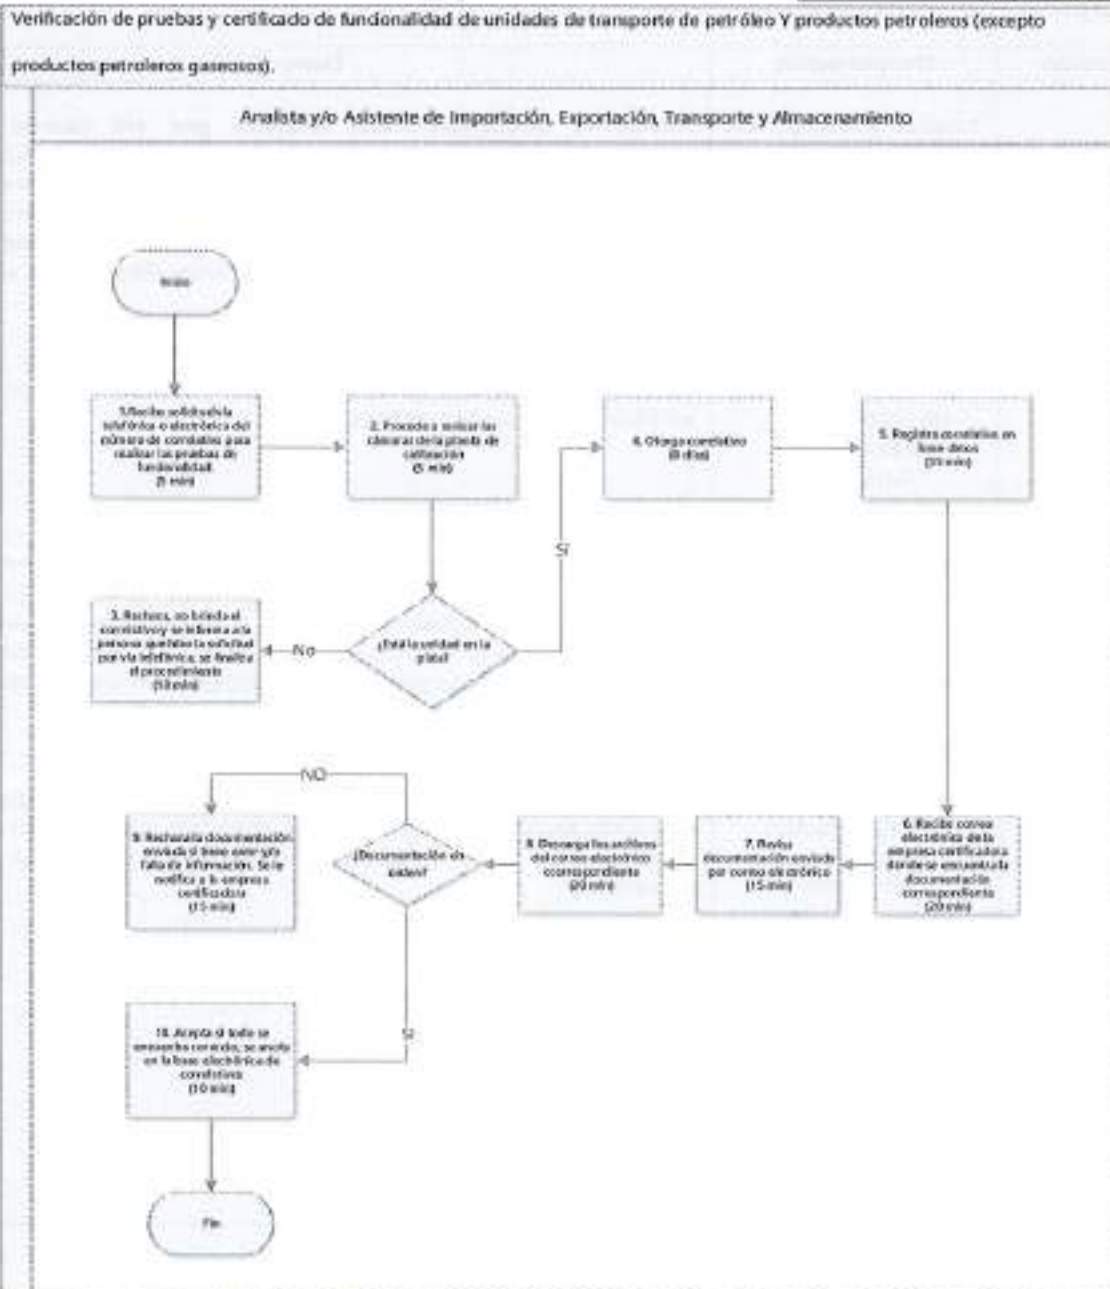 Verificación de pruebas y certificado de funcionalidad de unidades de transporte de petróleo Y productos petroleros (excepto
productos petroleros gaseosos).
Analista y/o Asistente de Importación, Exportación, Transporte y Almacenamiento
Inicio
1. Recibe solicitud vía
telefónica o electrónica del
número de correlativo para
realizar las pruebas de
funcionalidad
(5 min)
2. Procede a revisar las
cámaras de la planta de
calibración
(5 min)
4. Otorga correlativo
(8 días)
5. Registra correlativo en
base datos
Sí
3. Rechaza, no brinda el
correlativo y se informa a la
persona que hizo la solicitud
por vía telefónica, se finaliza
el procedimiento
(10 min)
No
¿Está la unidad en la
pista?
NO
9. Rechaza la documentación
enviada si tiene error y/o
falta de información. Se le
notifica a la empresa
certificadora
(15 min)
¿Documentación en
orden?
8. Descarga los archivos
del correo electrónico
correspondiente
(20 min)
7. Revisa
documentación enviada
por correo electrónico
(15 min)
6. Recibe correo
electrónico de la
empresa certificadora
donde se encuentra la
documentación
correspondiente
(20 min)
SI
10. Acepta si todo se
encuentra correcto, se anota
en la base electrónica de
correlativos
(10 min)
Fin